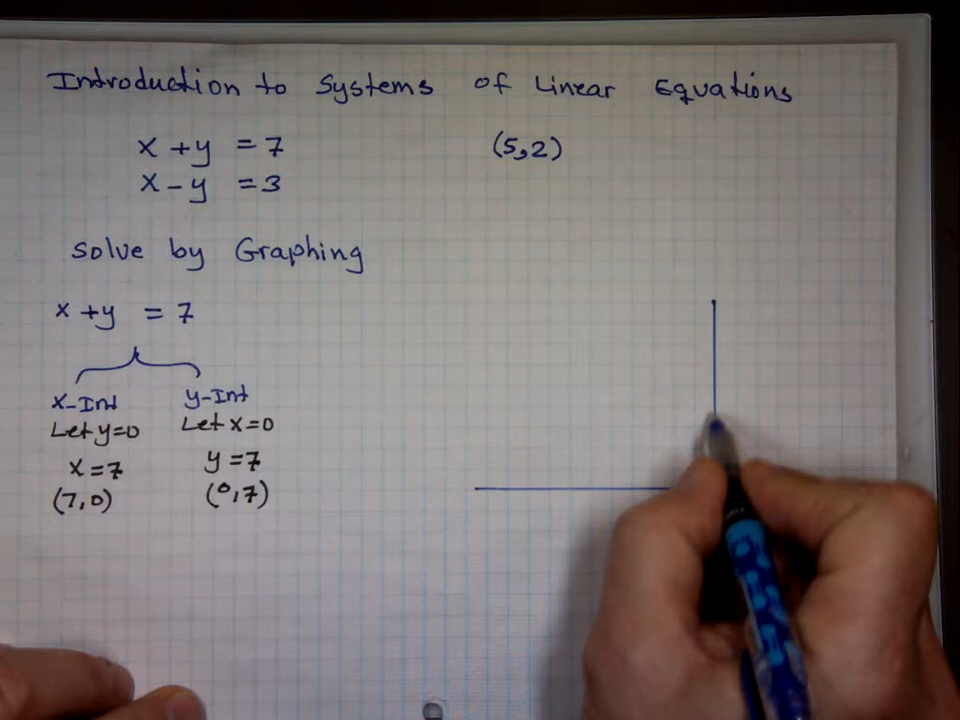 Introduction to Systems of Linear Equations
x + y = 7 (5,2)
x - y = 3
Solve by Graphing
x + y = 7
x-Int y-Int
Let y=0 Let x=0
x = 7 y = 7
(7,0) (0,7)